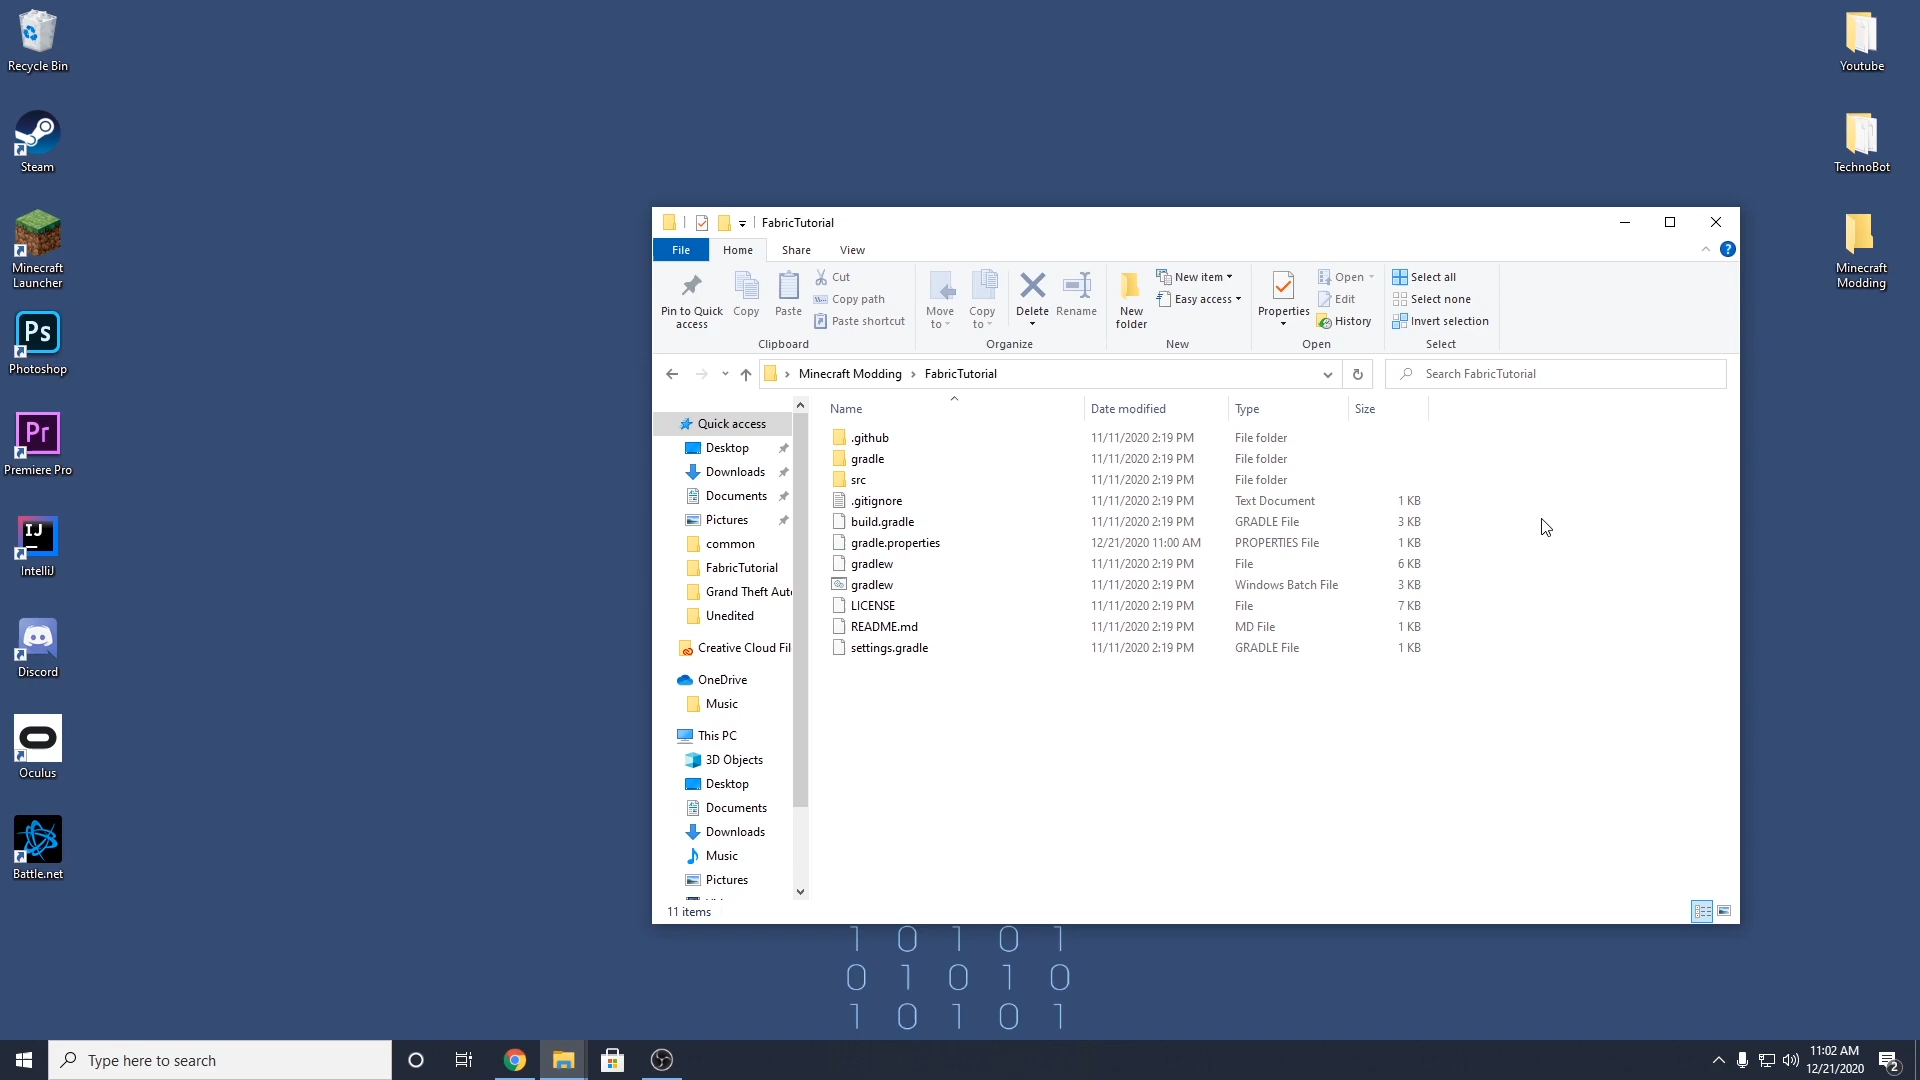 Recycle Bin
Steam
Minecraft
Launcher
Ps
Photoshop
Pr
Premiere Pro
IJ
IntelliJ
Discord
Oculus
Battle.net
Youtube
TechnoBot
Minecraft
Modding
FabricTutorial
File Home Share View
Pin to Quick
access
Copy
Paste
Cut
Copy path
Paste shortcut
Clipboard
Move
to
Copy
to
Delete
Rename
Organize
New
folder
New item
Easy access
New
Properties
Open
Edit
History
Open
Select all
Select none
Invert selection
Select
Minecraft Modding > FabricTutorial
Search FabricTutorial
Quick access
Desktop
Downloads
Documents
Pictures
common
FabricTutorial
Grand Theft Aut
Unedited
Creative Cloud Fil
OneDrive
Music
This PC
3D Objects
Desktop
Documents
Downloads
Music
Pictures
Name Date modified Type Size
.github 11/11/2020 2:19 PM File folder
gradle 11/11/2020 2:19 PM File folder
src 11/11/2020 2:19 PM File folder
.gitignore 11/11/2020 2:19 PM Text Document 1 KB
build.gradle 11/11/2020 2:19 PM GRADLE File 3 KB
gradle.properties 12/21/2020 11:00 AM PROPERTIES File 1 KB
gradlew 11/11/2020 2:19 PM File 6 KB
gradlew 11/11/2020 2:19 PM Windows Batch File 3 KB
LICENSE 11/11/2020 2:19 PM File 7 KB
README.md 11/11/2020 2:19 PM MD File 1 KB
settings.gradle 11/11/2020 2:19 PM GRADLE File 1 KB
11 items
1 0 1 0 1
0 1 0 1 0
1 0 1 0 1
Type here to search
11:02 AM
12/21/2020
2